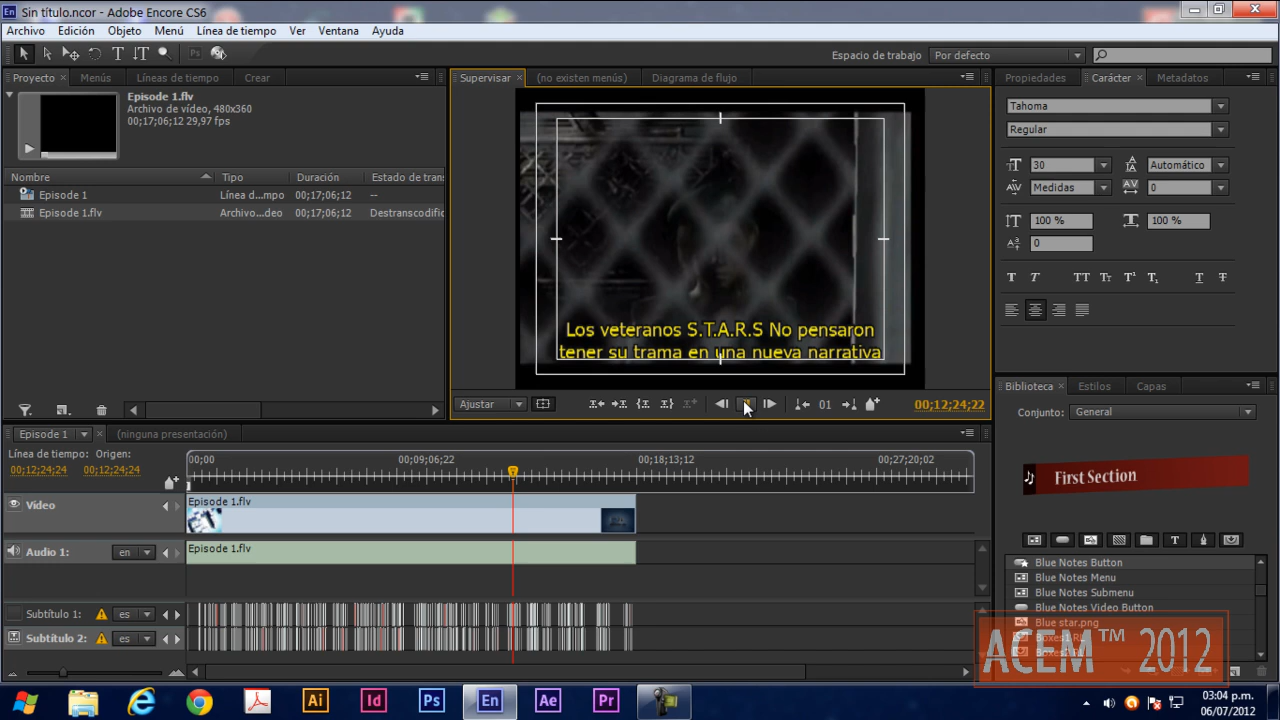 Sin título.ncor - Adobe Encore CS6
Archivo Edición Objeto Menú Línea de tiempo Ver Ventana Ayuda
Espacio de trabajo Por defecto
Proyecto Menús Líneas de tiempo Crear
Supervisar (no existen menús) Diagrama de flujo
Propiedades Carácter Metadatos
Episode 1.flv
Archivo de vídeo, 480x360
00;17;06;12 29,97 fps
Tahoma
Regular
30 Automático
Medidas 0
100 % 100 %
0
Nombre Tipo Duración Estado de trans
Episode 1 Línea d...mpo 00;17;06;12 --
Episode 1.flv Archivo...deo 00;17;06;12 Destranscodific
Los veteranos S.T.A.R.S No pensaron
tener su trama en una nueva narrativa
Ajustar 01 00;12;24;22
Biblioteca Estilos Capas
Conjunto: General
First Section
Blue Notes Button
Blue Notes Menu
Blue Notes Submenu
Blue Notes Video Button
Blue star.png
Episode 1 (ninguna presentación)
Línea de tiempo: Origen:
00;12;24;24 00;12;24;24
00;00 00;09;06;22 00;18;13;12 00;27;20;02
Vídeo Episode 1.flv
Audio 1: en Episode 1.flv
Subtítulo 1: es
Subtítulo 2: es
ACEM™ 2012
Ai Id Ps En Ae Pr
03:04 p.m.
06/07/2012